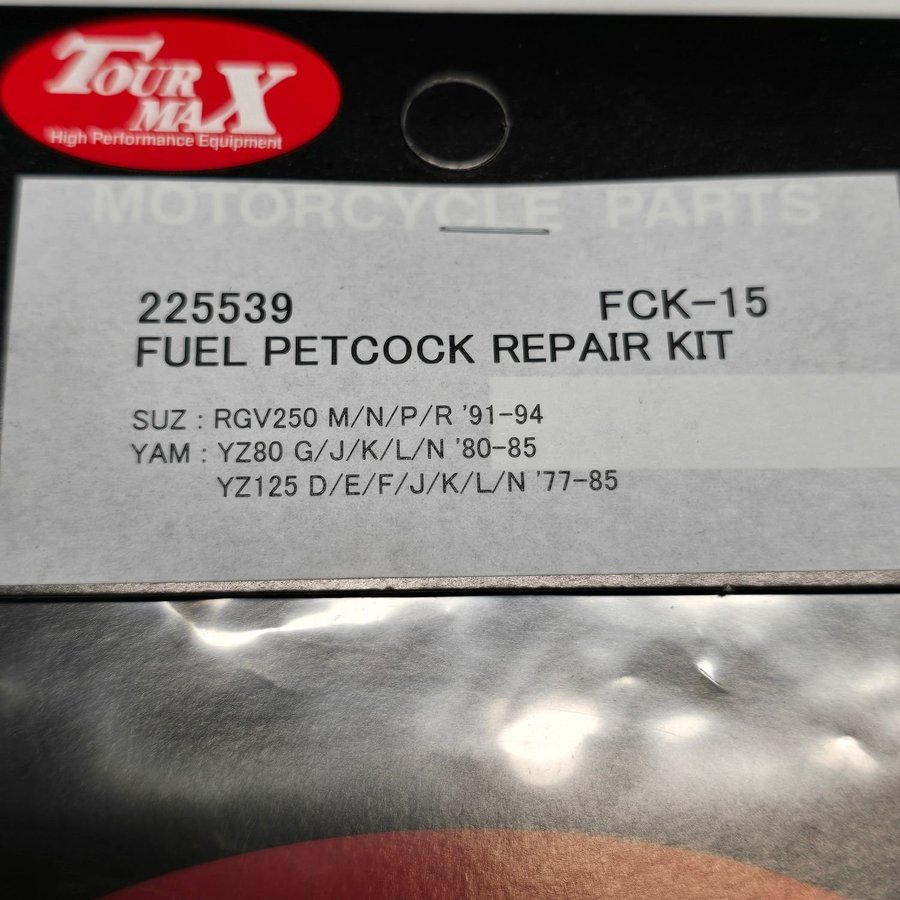 TOUR
MAX
High Performance Equipment
MOTORCYCLE PARTS
225539 FCK-15
FUEL PETCOCK REPAIR KIT
SUZ : RGV250 M/N/P/R '91-94
YAM : YZ80 G/J/K/L/N '80-85
YZ125 D/E/F/J/K/L/N '77-85